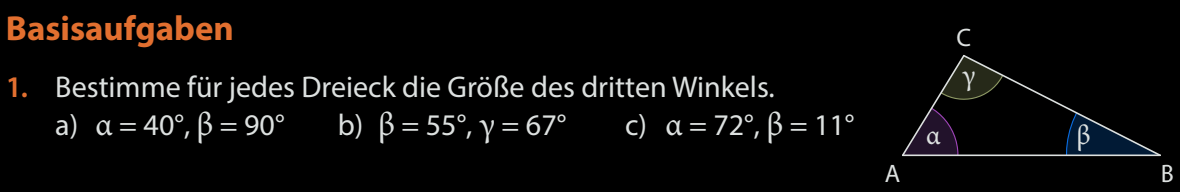 Basisaufgaben
1. Bestimme für jedes Dreieck die Größe des dritten Winkels.
a) α = 40°, β = 90° b) β = 55°, γ = 67° c) α = 72°, β = 11°
C
γ
α
β
A
B